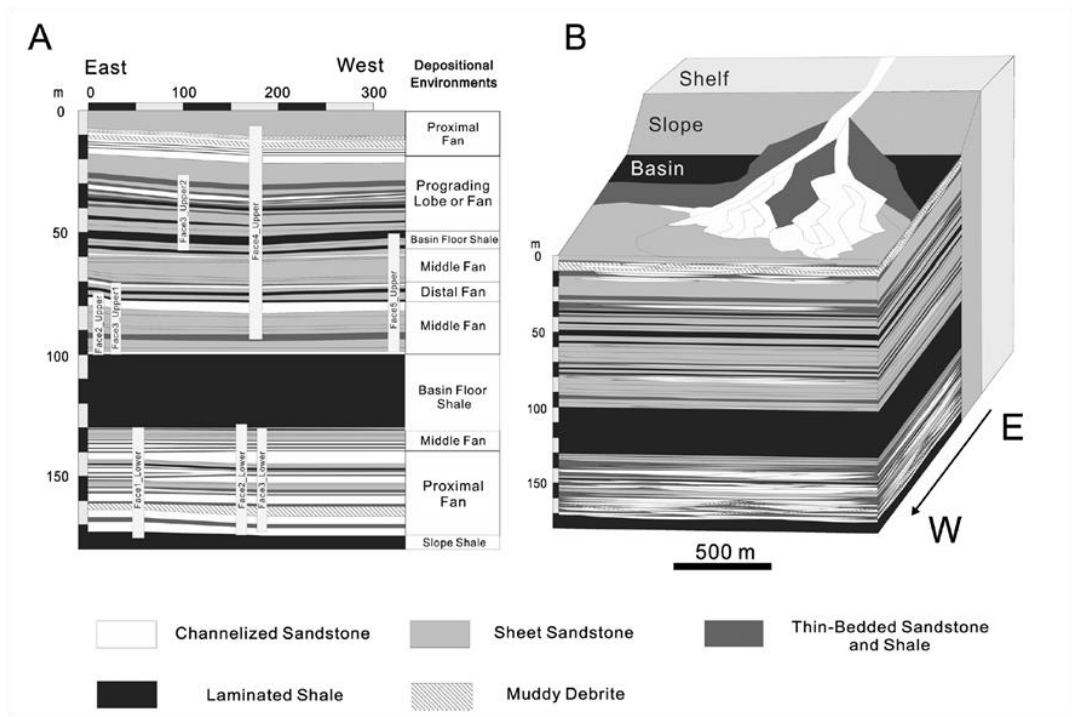 A
B
East
West
Depositional
Environments
m
0
100
200
300
0
50
100
150
Proximal
Fan
Prograding
Lobe or Fan
Basin Floor Shale
Middle Fan
Distal Fan
Middle Fan
Basin Floor
Shale
Middle Fan
Proximal
Fan
Slope Shale
Face3_Upper2
Face4_Upper
Face5_Upper
Face2_Upper
Face3_Upper1
Face1_Lower
Face2_Lower
Face3_Lower
Shelf
Slope
Basin
m
0
50
100
150
E
W
500 m
Channelized Sandstone
Sheet Sandstone
Thin-Bedded Sandstone
and Shale
Laminated Shale
Muddy Debrite